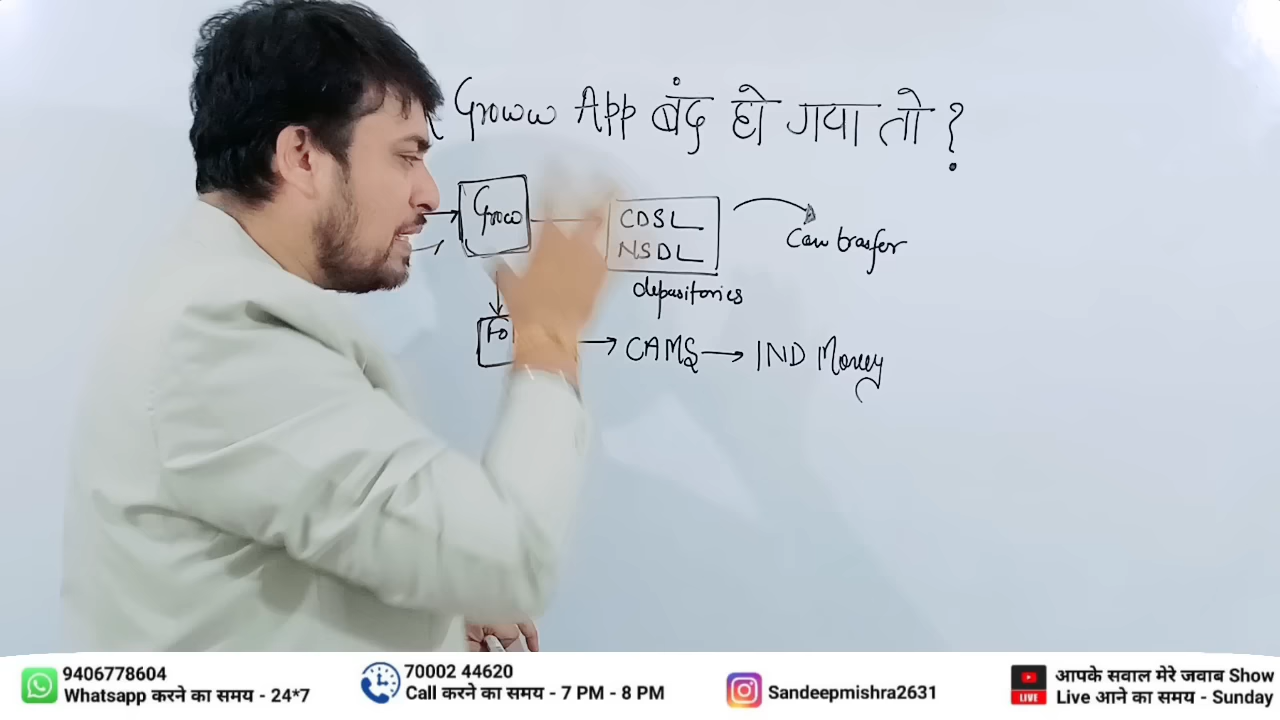 Groww App बंद हो गया तो ?
Groww
CDSL
NSDL
Can trasfer
depositories
Fo
CAMS
IND Money
9406778604
Whatsapp करने का समय - 24*7
70002 44620
Call करने का समय - 7 PM - 8 PM
Sandeepmishra2631
LIVE
आपके सवाल मेरे जवाब Show
Live आने का समय - Sunday